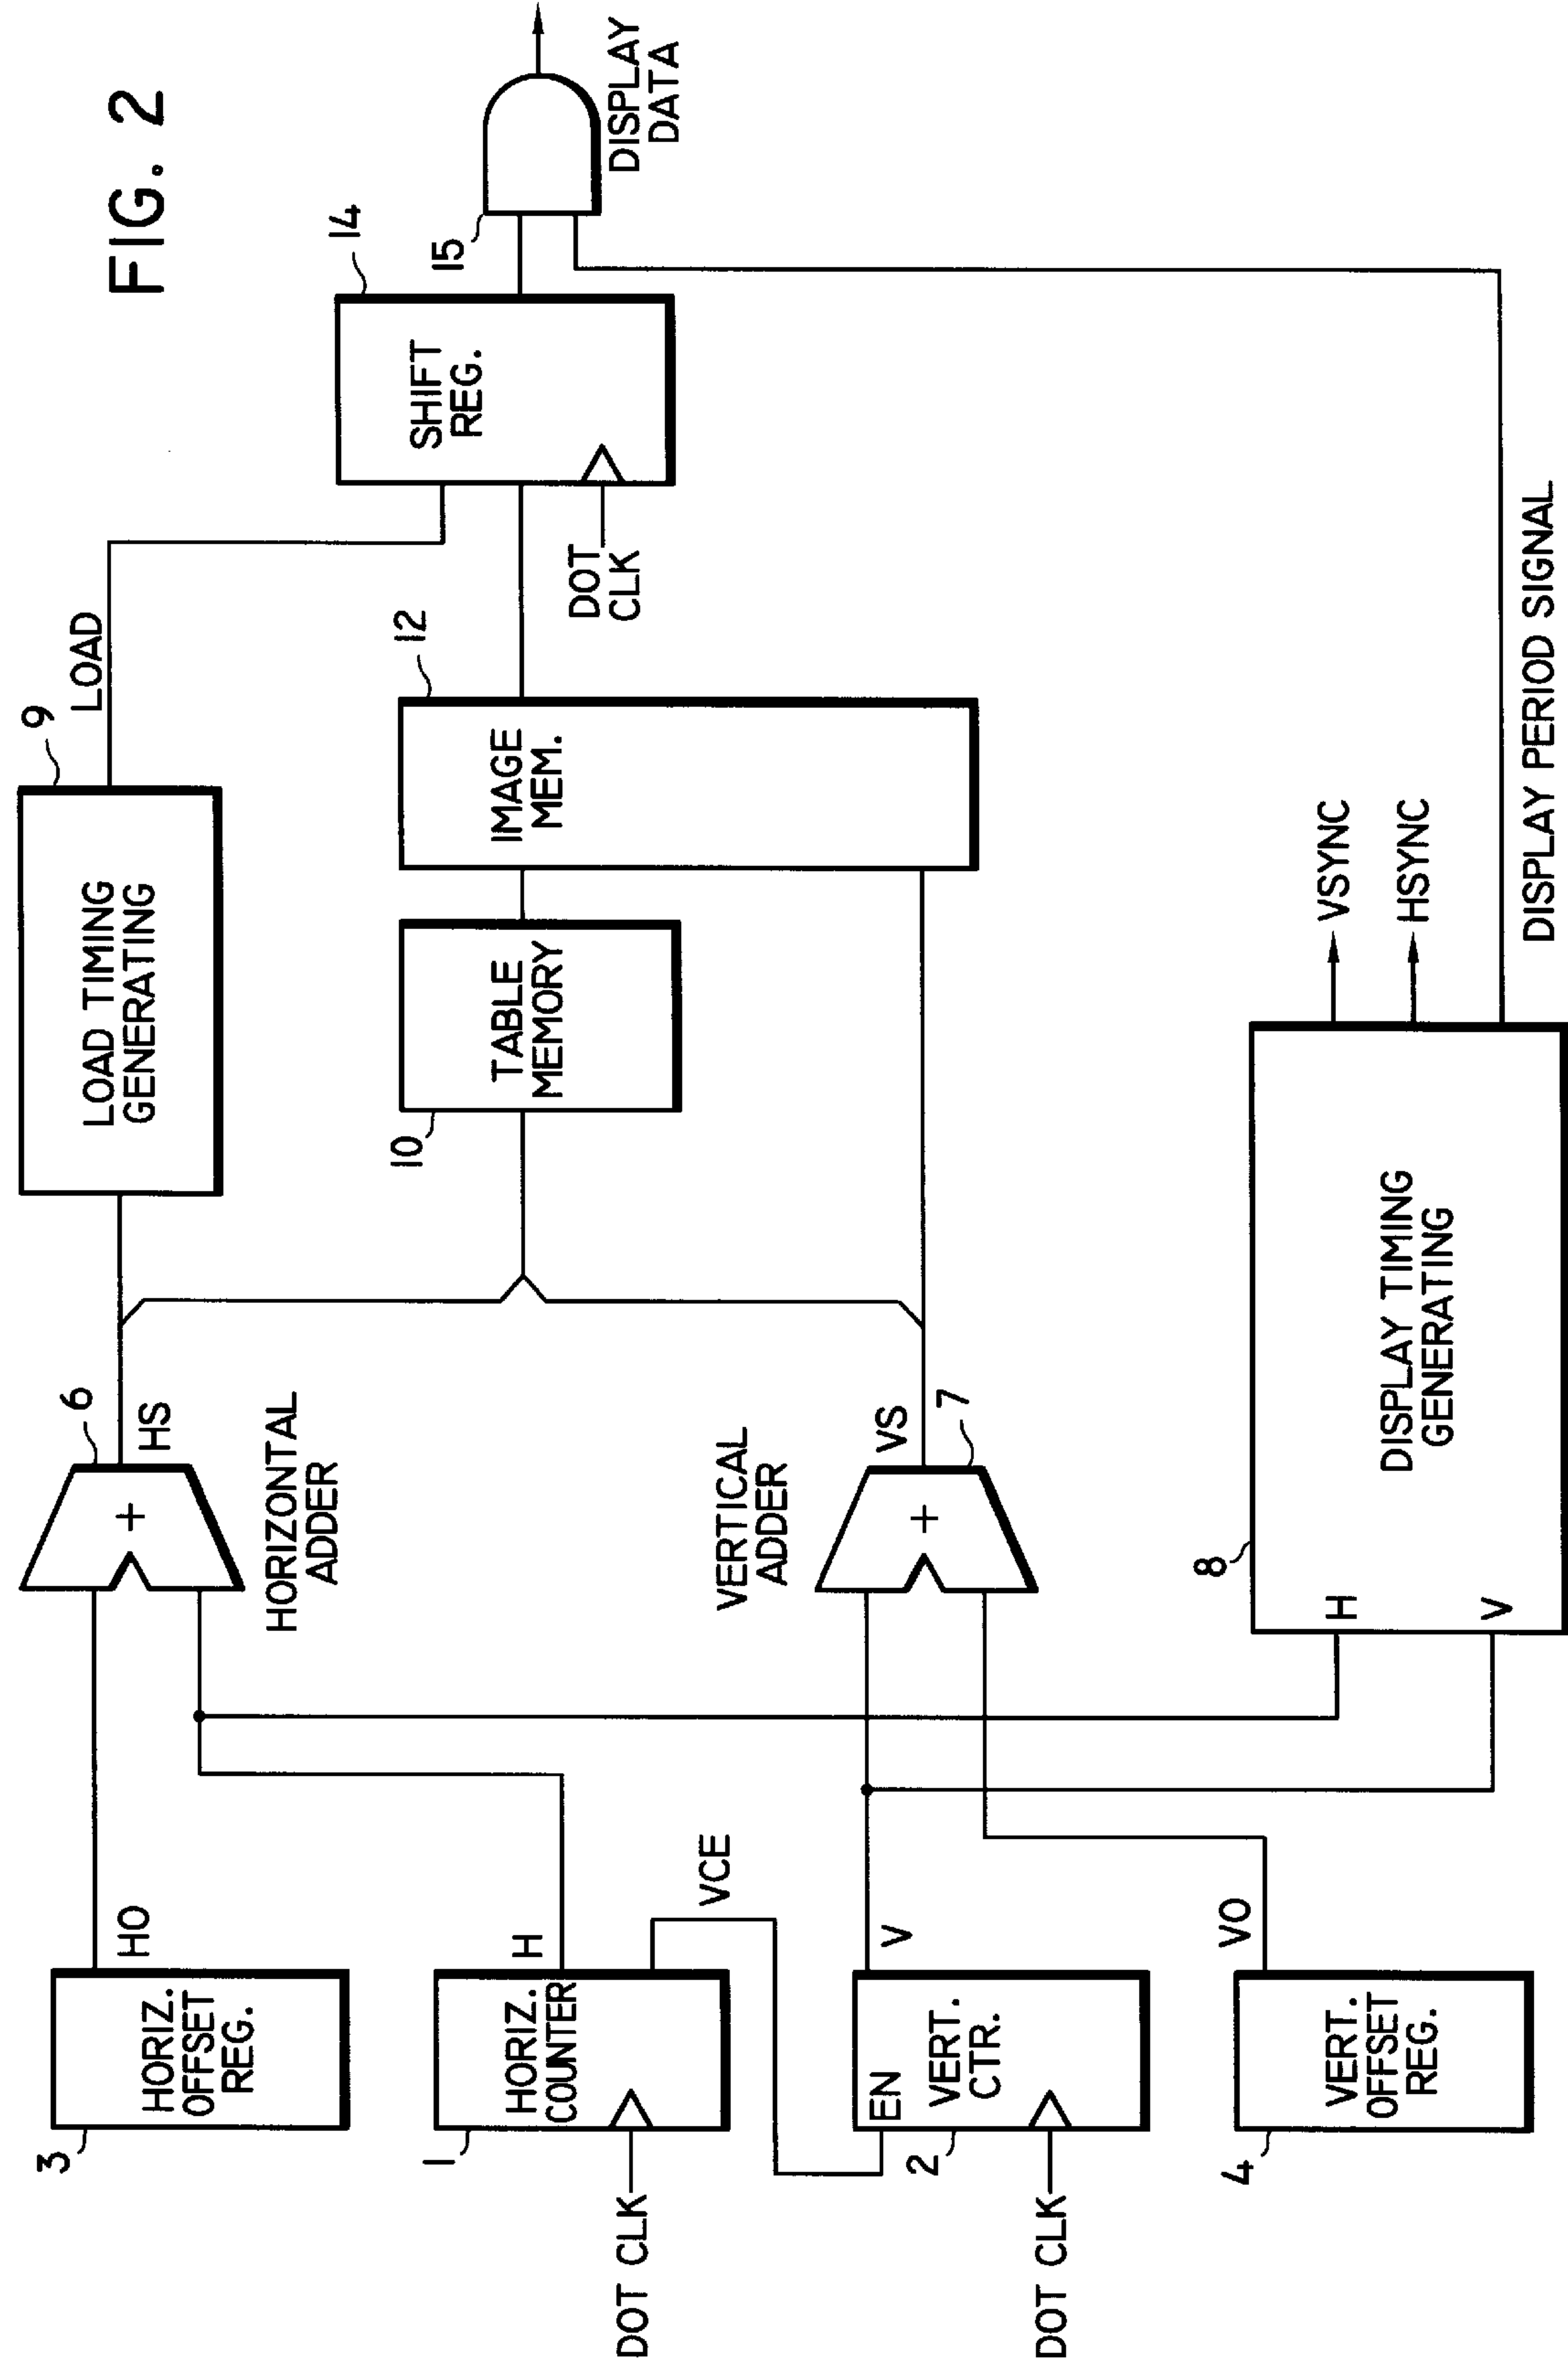 FIG. 2
3
HORIZ.
OFFSET
REG.
HO
6
+
HS
HORIZONTAL
ADDER
9
LOAD TIMING
GENERATING
LOAD
1
HORIZ.
COUNTER
H
DOT CLK
VCE
10
TABLE
MEMORY
12
IMAGE
MEM.
14
SHIFT
REG.
DOT
CLK
15
DISPLAY
DATA
2
EN
VERT.
CTR.
V
DOT CLK
VERTICAL
ADDER
+
VS
7
4
VERT.
OFFSET
REG.
VO
8
H
V
DISPLAY TIMING
GENERATING
VSYNC
HSYNC
DISPLAY PERIOD SIGNAL